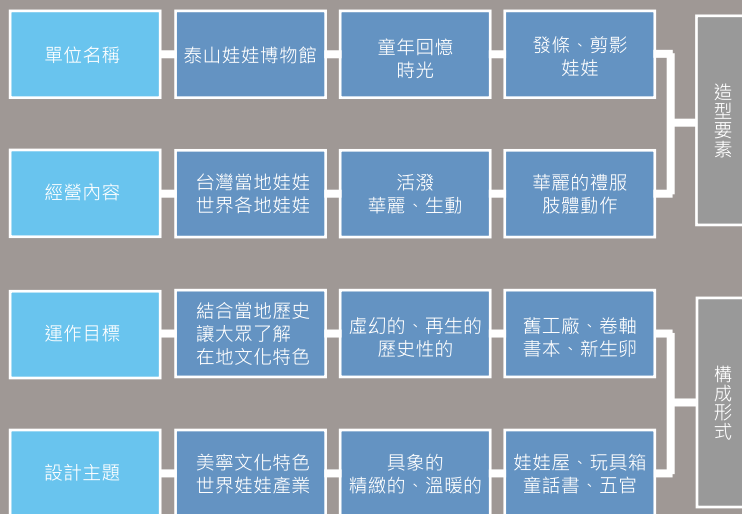 單位名稱
泰山娃娃博物館
童年回憶
時光
發條、剪影
娃娃
造型要素
經營內容
台灣當地娃娃
世界各地娃娃
活潑
華麗、生動
華麗的禮服
肢體動作
運作目標
結合當地歷史
讓大眾了解
在地文化特色
虛幻的、再生的
歷史性的
舊工廠、卷軸
書本、新生卵
構成形式
設計主題
美寧文化特色
世界娃娃產業
具象的
精緻的、溫暖的
娃娃屋、玩具箱
童話書、五官